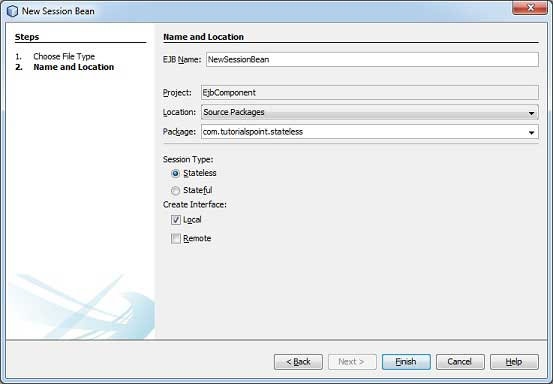 New Session Bean
Steps
1. Choose File Type
2. Name and Location
Name and Location
EJB Name: NewSessionBean
Project: EjbComponent
Location: Source Packages
Package: com.tutorialspoint.stateless
Session Type:
Stateless
Stateful
Create Interface:
Local
Remote
< Back Next > Finish Cancel Help